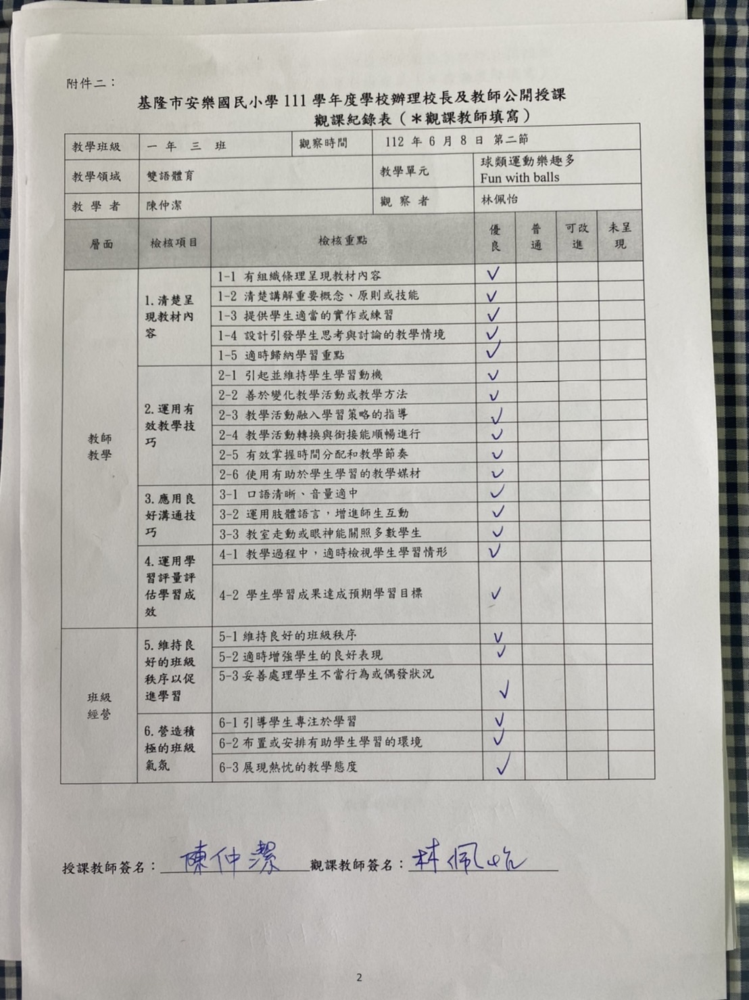 附件二：
基隆市安樂國民小學 111 學年度學校辦理校長及教師公開授課
觀課紀錄表（＊觀課教師填寫）
教學班級 一 年 三 班 觀察時間 112 年 6 月 8 日 第二節
教學領域 雙語體育 教學單元 球類運動樂趣多
Fun with balls
教 學 者 陳仲潔 觀 察 者 林佩怡
層面 檢核項目 檢核重點 優良 普通 可改進 未呈現
教師
教學
1.清楚呈
現教材內
容
1-1 有組織條理呈現教材內容 ✓
1-2 清楚講解重要概念、原則或技能 ✓
1-3 提供學生適當的實作或練習 ✓
1-4 設計引發學生思考與討論的教學情境 ✓
1-5 適時歸納學習重點 ✓
2.運用有
效教學技
巧
2-1 引起並維持學生學習動機 ✓
2-2 善於變化教學活動或教學方法 ✓
2-3 教學活動融入學習策略的指導 ✓
2-4 教學活動轉換與銜接能順暢進行 ✓
2-5 有效掌握時間分配和教學節奏 ✓
2-6 使用有助於學生學習的教學媒材 ✓
3.應用良
好溝通技
巧
3-1 口語清晰、音量適中 ✓
3-2 運用肢體語言，增進師生互動 ✓
3-3 教室走動或眼神能關照多數學生 ✓
4.運用學
習評量評
估學習成
效
4-1 教學過程中，適時檢視學生學習情形 ✓
4-2 學生學習成果達成預期學習目標 ✓
班級
經營
5.維持良
好的班級
秩序以促
進學習
5-1 維持良好的班級秩序 ✓
5-2 適時增強學生的良好表現 ✓
5-3 妥善處理學生不當行為或偶發狀況 ✓
6.營造積
極的班級
氣氛
6-1 引導學生專注於學習 ✓
6-2 布置或安排有助學生學習的環境 ✓
6-3 展現熱忱的教學態度 ✓
授課教師簽名：陳仲潔 觀課教師簽名：林佩怡
2